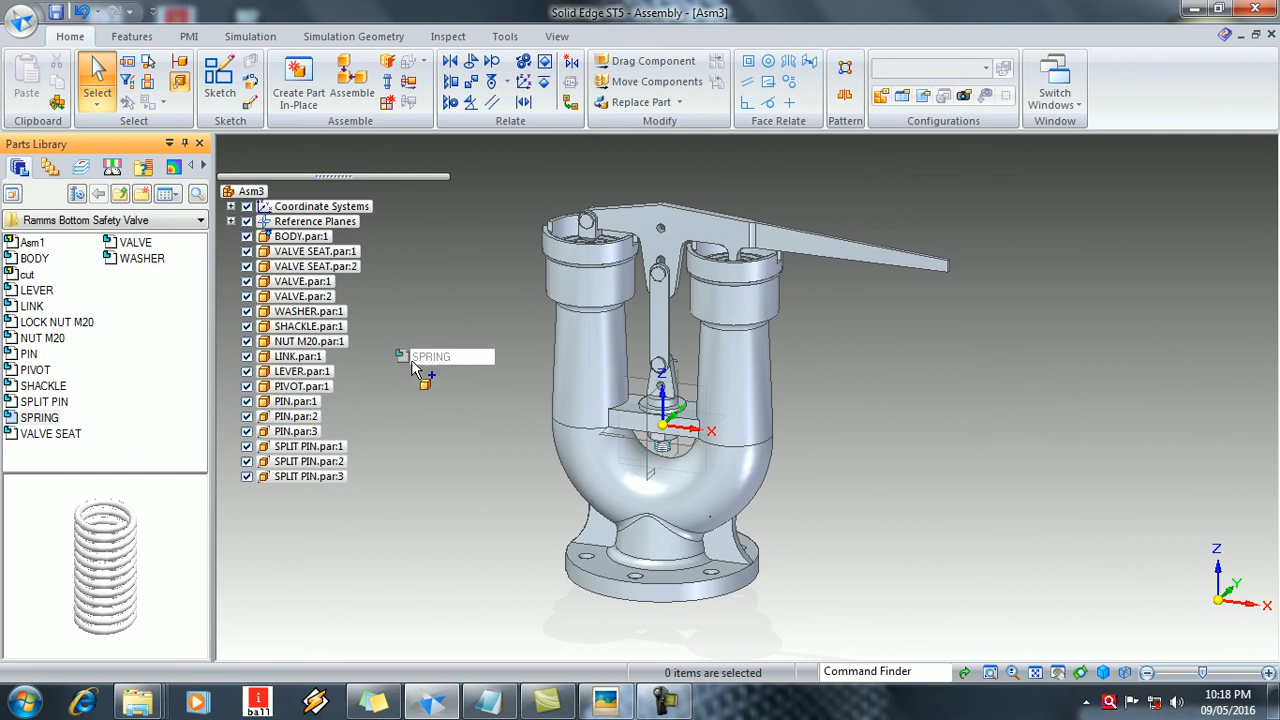 Solid Edge ST5 - Assembly - [Asm3]
Home
Features
PMI
Simulation
Simulation Geometry
Inspect
Tools
View
Paste
Select
Sketch
Create Part
In-Place
Assemble
Drag Component
Move Components
Replace Part
Switch
Windows
Clipboard
Select
Sketch
Assemble
Relate
Modify
Face Relate
Pattern
Configurations
Window
Parts Library
Ramms Bottom Safety Valve
Asm1
VALVE
BODY
WASHER
cut
LEVER
LINK
LOCK NUT M20
NUT M20
PIN
PIVOT
SHACKLE
SPLIT PIN
SPRING
VALVE SEAT
Asm3
Coordinate Systems
Reference Planes
BODY.par:1
VALVE SEAT.par:1
VALVE SEAT.par:2
VALVE.par:1
VALVE.par:2
WASHER.par:1
SHACKLE.par:1
NUT M20.par:1
LINK.par:1
LEVER.par:1
PIVOT.par:1
PIN.par:1
PIN.par:2
PIN.par:3
SPLIT PIN.par:1
SPLIT PIN.par:2
SPLIT PIN.par:3
SPRING
Z
X
Z
Y
X
0 items are selected
Command Finder
i
ball
10:18 PM
09/05/2016